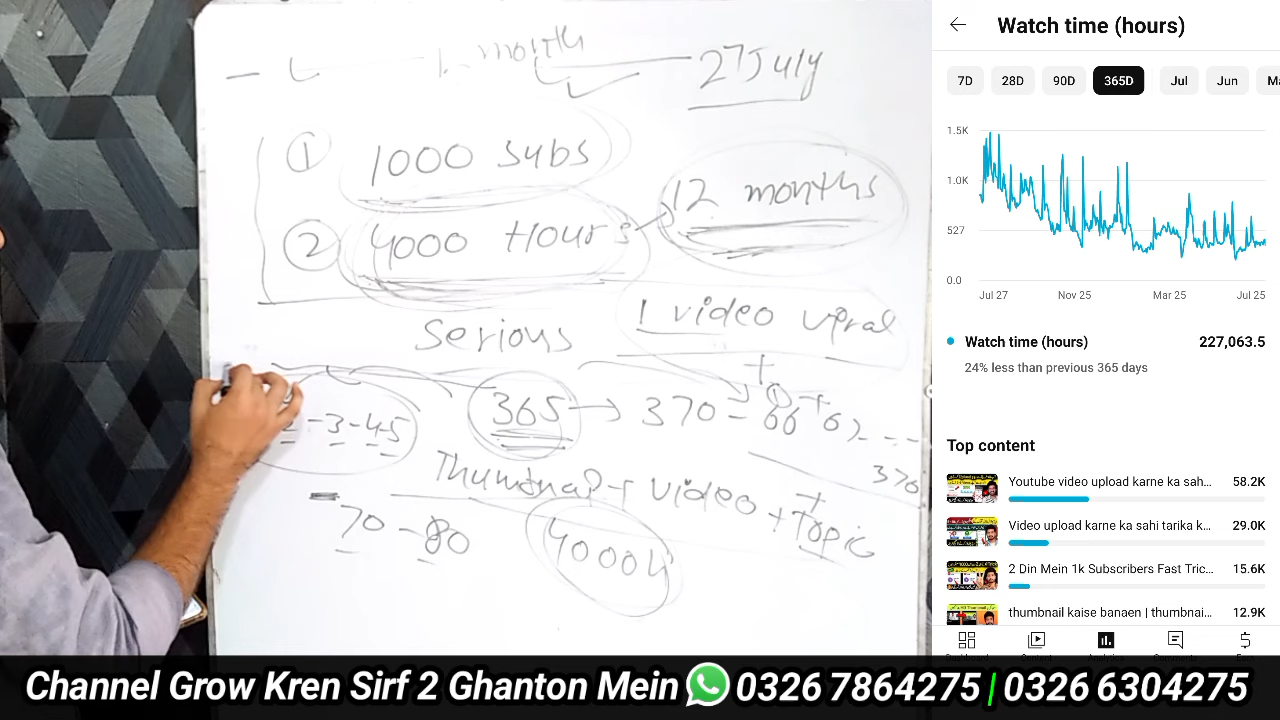 1 month 27 July
① 1000 subs
12 months
② 4000 Hours
1 video viral
Serious
365 → 370 -
-3-4-5
370
Thumbnail + video + Topic
70 - 80
4000h
Watch time (hours)
7D 28D 90D 365D Jul Jun Ma
1.5K
1.0K
527
0.0
Jul 27 Nov 25 Mar 25 Jul 25
Watch time (hours) 227,063.5
24% less than previous 365 days
Top content
Youtube video upload karne ka sah... 58.2K
Video upload karne ka sahi tarika k... 29.0K
2 Din Mein 1k Subscribers Fast Tric... 15.6K
thumbnail kaise banaen | thumbnai... 12.9K
Channel Grow Kren Sirf 2 Ghanton Mein 0326 7864275 | 0326 6304275